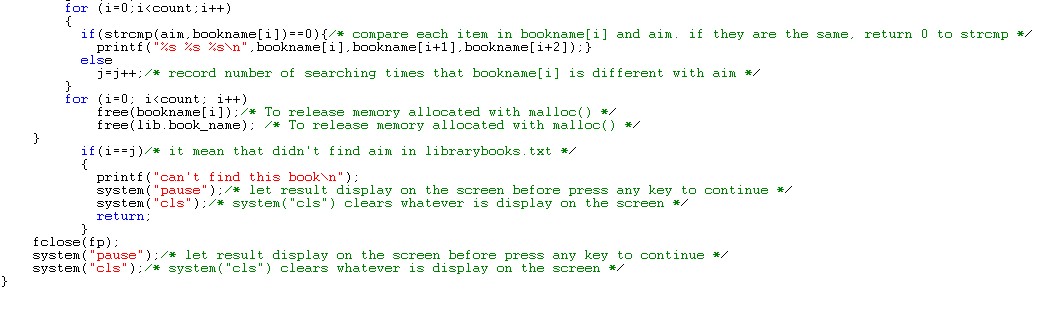 for (i=0;i<count;i++)
{
if(strcmp(aim,bookname[i])==0){/* compare each item in bookname[i] and aim. if they are the same, return 0 to strcmp */
printf("%s %s %s\n",bookname[i],bookname[i+1],bookname[i+2]);}
else
j=j++;/* record number of searching times that bookname[i] is different with aim */
}
for (i=0; i<count; i++)
free(bookname[i]);/* To release memory allocated with malloc() */
free(lib.book_name); /* To release memory allocated with malloc() */
}
if(i==j)/* it mean that didn't find aim in librarybooks.txt */
{
printf("can't find this book\n");
system("pause");/* let result display on the screen before press any key to continue */
system("cls");/* system("cls") clears whatever is display on the screen */
return;
}
fclose(fp);
system("pause");/* let result display on the screen before press any key to continue */
system("cls");/* system("cls") clears whatever is display on the screen */
}